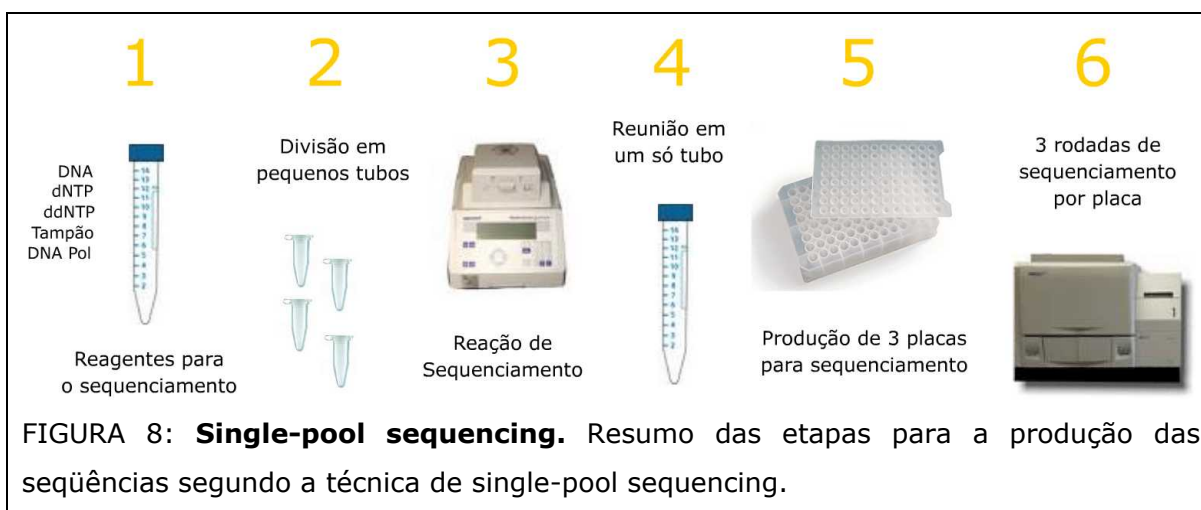 1
2
3
4
5
6
DNA
dNTP
ddNTP
Tampão
DNA Pol
Reagentes para
o sequenciamento
Divisão em
pequenos tubos
Reação de
Sequenciamento
Reunião em
um só tubo
Produção de 3 placas
para sequenciamento
3 rodadas de
sequenciamento
por placa
FIGURA 8: Single-pool sequencing. Resumo das etapas para a produção das
seqüências segundo a técnica de single-pool sequencing.